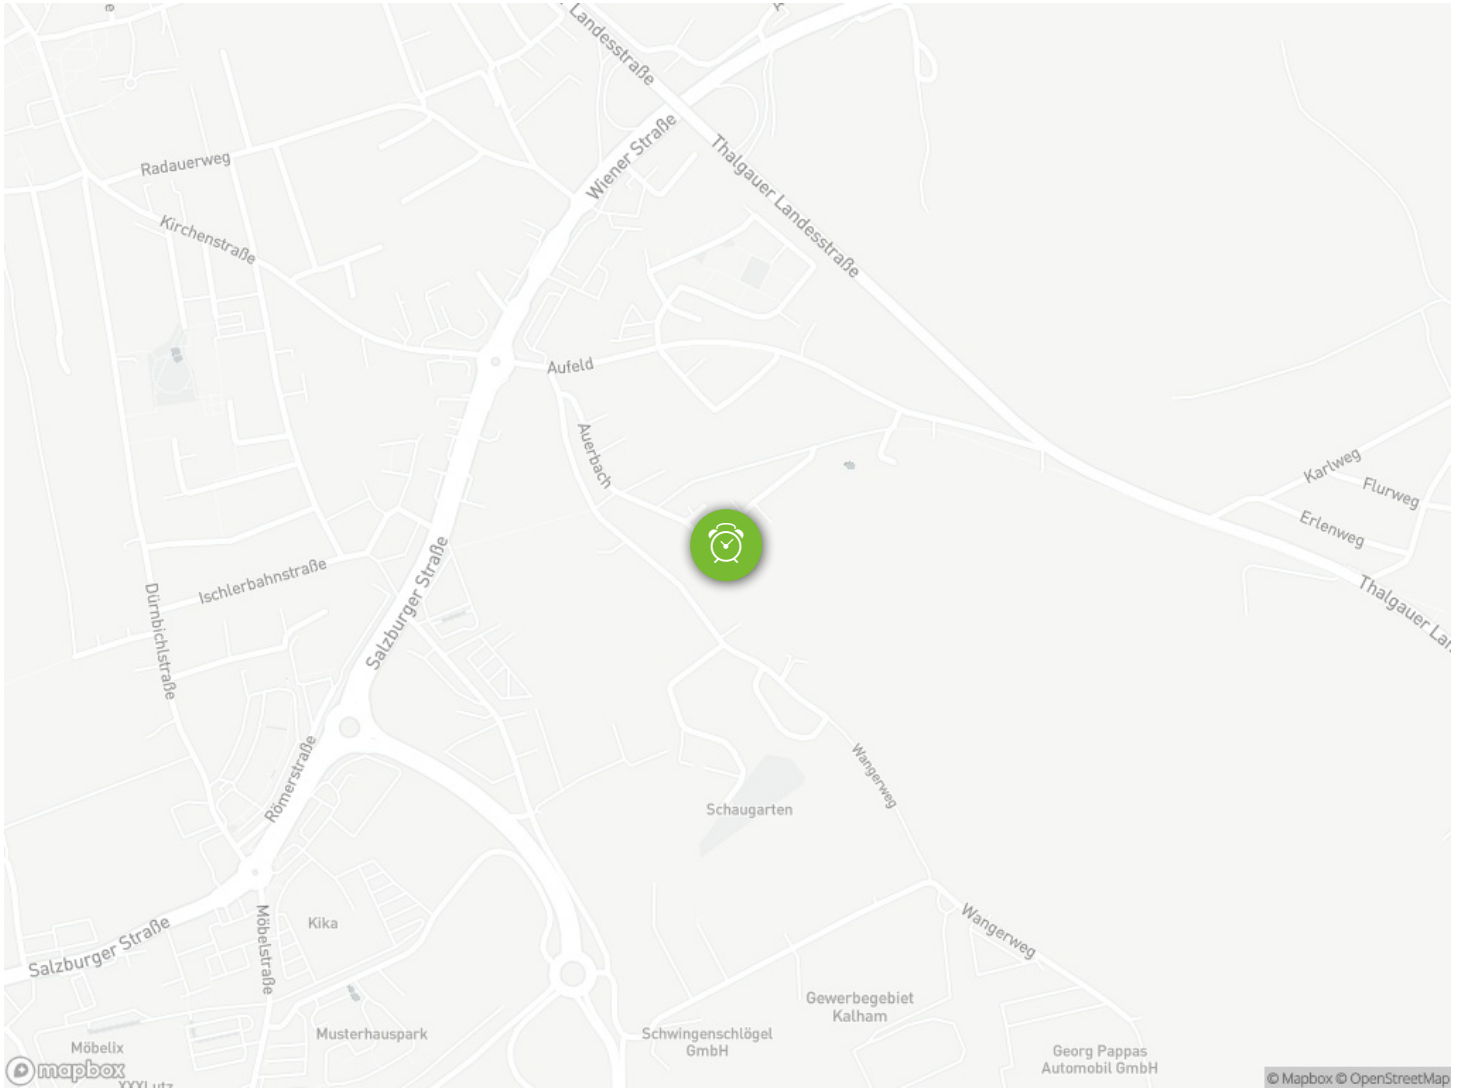 Landesstraße
Wiener Straße
Thalgauer Landesstraße
Radauerweg
Kirchenstraße
Aufeld
Auerbach
Karlweg
Flurweg
Erlenweg
Ischlerbahnstraße
Salzburger Straße
Dürnbichlstraße
Thalgauer Lan
Römerstraße
Wangerweg
Schaugarten
Kika
Möbelstraße
Salzburger Straße
Wangerweg
Gewerbegebiet
Kalham
Musterhauspark
Schwingenschlögel
GmbH
Möbelix
Georg Pappas
Automobil GmbH
mapbox
XXXLutz
© Mapbox © OpenStreetMap